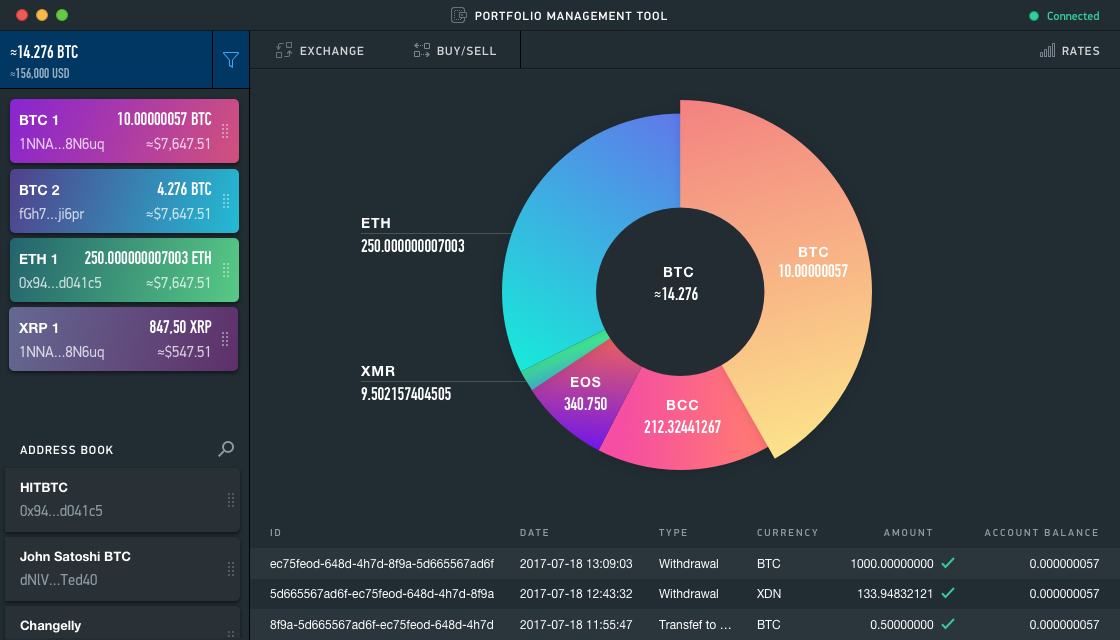 PORTFOLIO MANAGEMENT TOOL
Connected
≈14.276 BTC
≈156,000 USD
EXCHANGE
BUY/SELL
RATES
BTC 1 10.00000057 BTC
1NNA...8N6uq ≈$7,647.51
BTC 2 4.276 BTC
fGh7...ji6pr ≈$7,647.51
ETH 1 250.000000007003 ETH
0x94...d041c5 ≈$7,647.51
XRP 1 847,50 XRP
1NNA...8N6uq ≈$547.51
ADDRESS BOOK
HITBTC
0x94...d041c5
John Satoshi BTC
dNlV...Ted40
Changelly
ETH
250.000000007003
XMR
9.502157404505
BTC
≈14.276
BTC
10.00000057
EOS
340.750
BCC
212.32441267
ID DATE TYPE CURRENCY AMOUNT ACCOUNT BALANCE
ec75feod-648d-4h7d-8f9a-5d665567ad6f 2017-07-18 13:09:03 Withdrawal BTC 1000.00000000 0.000000057
5d665567ad6f-ec75feod-648d-4h7d-8f9a 2017-07-18 12:43:32 Withdrawal XDN 133.94832121 0.000000057
8f9a-5d665567ad6f-ec75feod-648d-4h7d 2017-07-18 11:55:47 Transfef to ... BTC 0.50000000 0.000000057